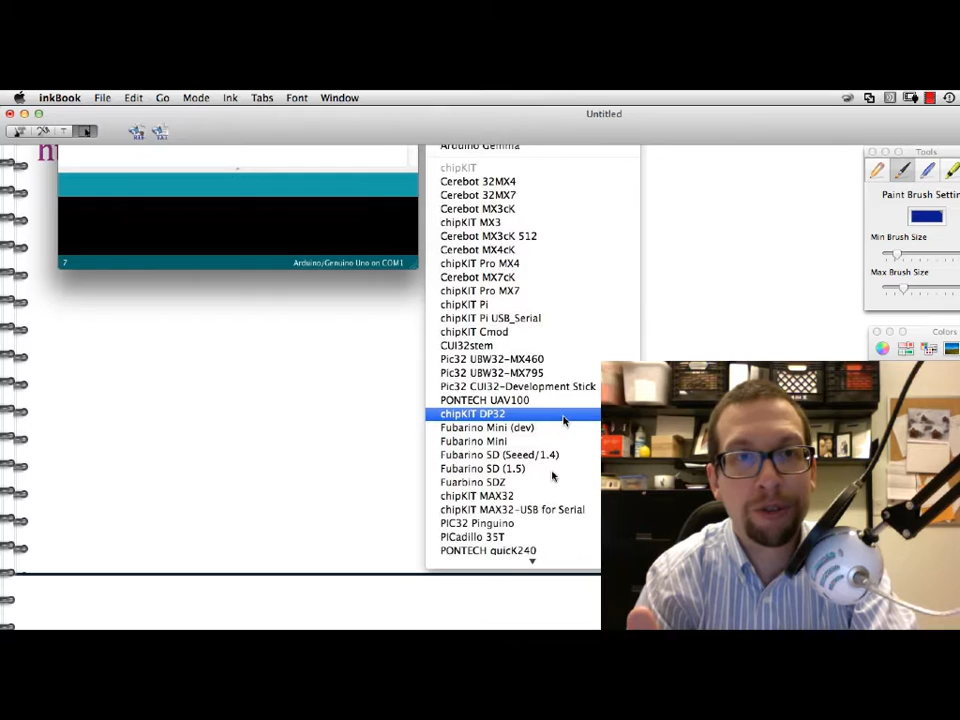 inkBook File Edit Go Mode Ink Tabs Font Window
Untitled
Arduino Gemma
chipKIT
Cerebot 32MX4
Cerebot 32MX7
Cerebot MX3cK
chipKIT MX3
Cerebot MX3cK 512
Cerebot MX4cK
chipKIT Pro MX4
Cerebot MX7cK
chipKIT Pro MX7
chipKIT Pi
chipKIT Pi USB_Serial
chipKIT Cmod
CUI32stem
Pic32 UBW32-MX460
Pic32 UBW32-MX795
Pic32 CUI32-Development Stick
PONTECH UAV100
chipKIT DP32
Fubarino Mini (dev)
Fubarino Mini
Fubarino SD (Seeed/1.4)
Fubarino SD (1.5)
Fuarbino SDZ
chipKIT MAX32
chipKIT MAX32-USB for Serial
PIC32 Pinguino
PICadillo 35T
PONTECH quicK240
7 Arduino/Genuino Uno on COM1
Tools
Paint Brush Settin
Min Brush Size
Max Brush Size
Colors